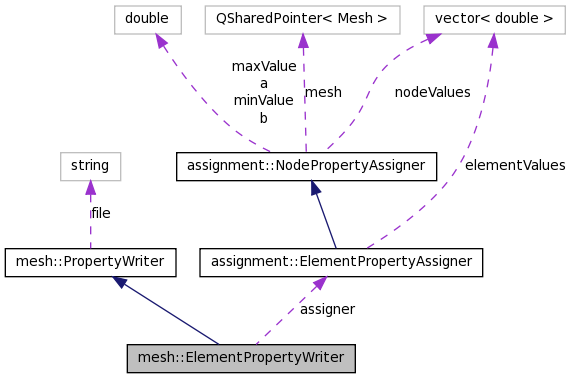 double
QSharedPointer< Mesh >
vector< double >
maxValue
a
minValue
b
mesh
nodeValues
string
assignment::NodePropertyAssigner
elementValues
file
mesh::PropertyWriter
assignment::ElementPropertyAssigner
assigner
mesh::ElementPropertyWriter